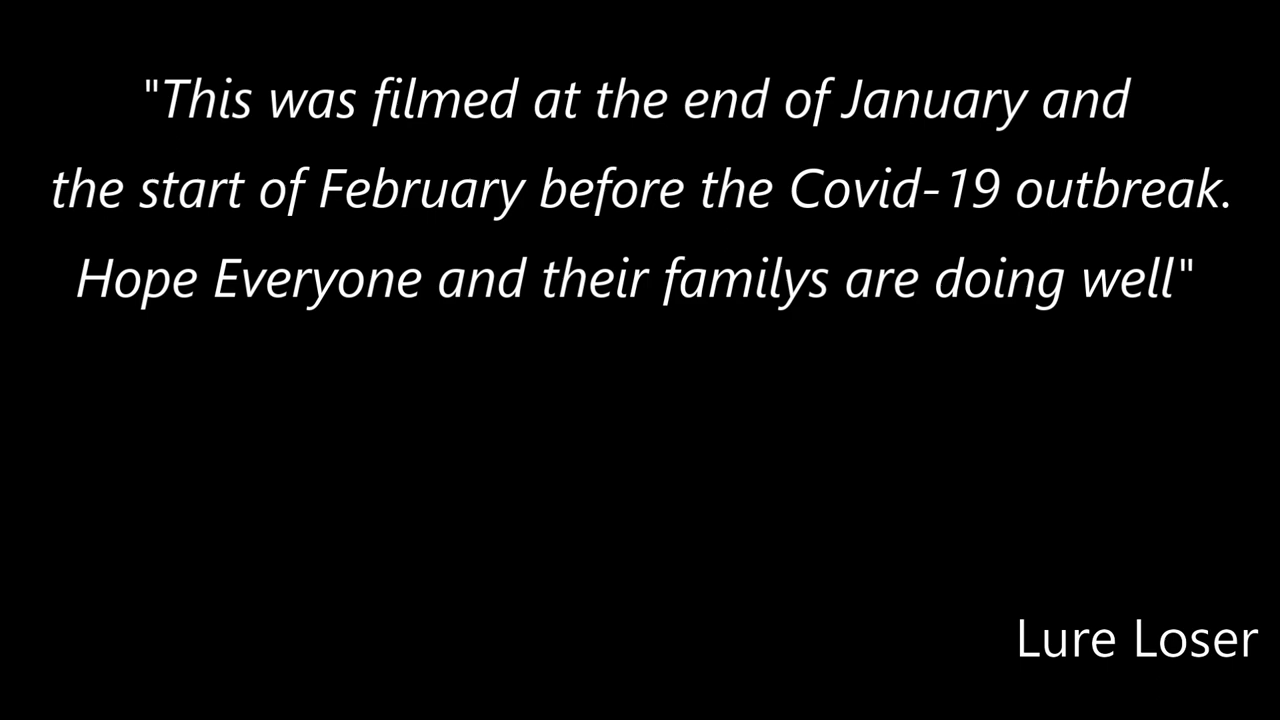 "This was filmed at the end of January and
the start of February before the Covid-19 outbreak.
Hope Everyone and their familys are doing well"
Lure Loser